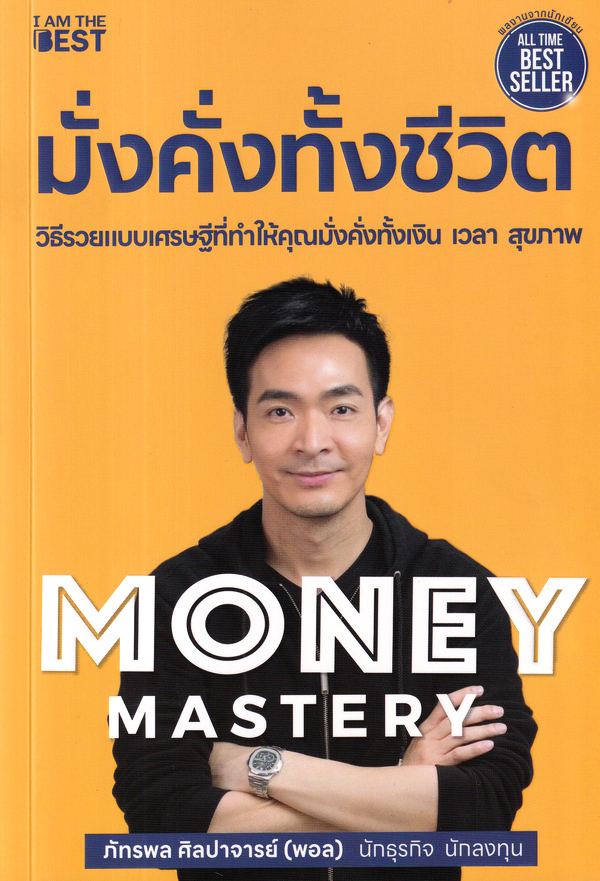 I AM THE
BEST
ผลงานจากนักเขียน
ALL TIME
BEST
SELLER
มั่งคั่งทั้งชีวิต
วิธีรวยแบบเศรษฐีที่ทำให้คุณมั่งคั่งทั้งเงิน เวลา สุขภาพ
MONEY
MASTERY
ภัทรพล ศิลปาจารย์ (พอล) นักธุรกิจ นักลงทุน